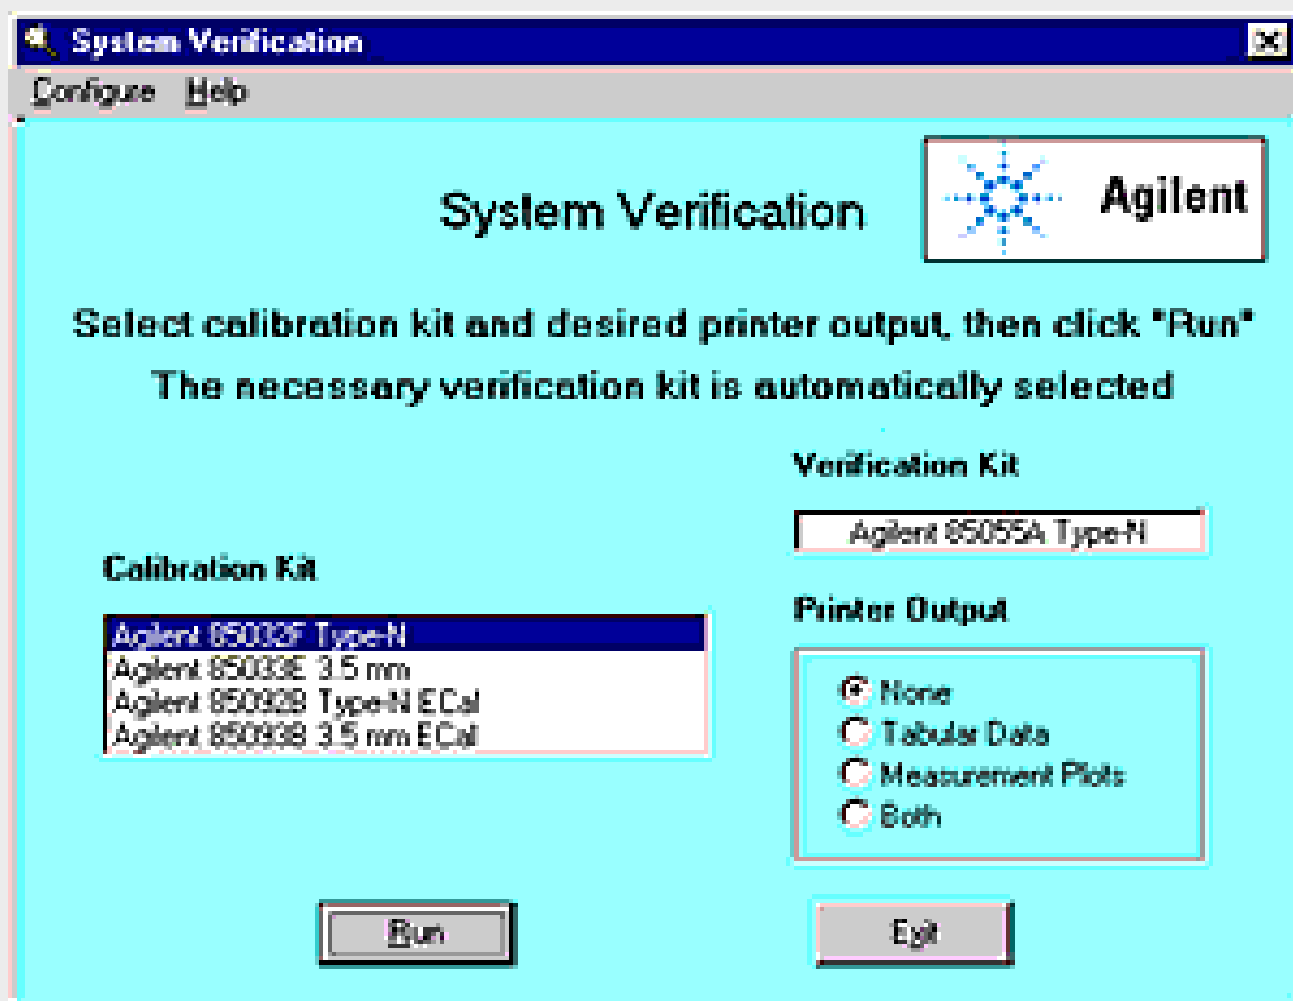 System Verification
Configure Help
System Verification
Agilent
Select calibration kit and desired printer output, then click "Run"
The necessary verification kit is automatically selected
Verification Kit
Agilent 85055A Type-N
Calibration Kit
Agilent 85032F Type-N
Agilent 85033E 3.5 mm
Agilent 85092B Type-N ECal
Agilent 85093B 3.5 mm ECal
Printer Output
None
Tabular Data
Measurement Plots
Both
Run
Exit